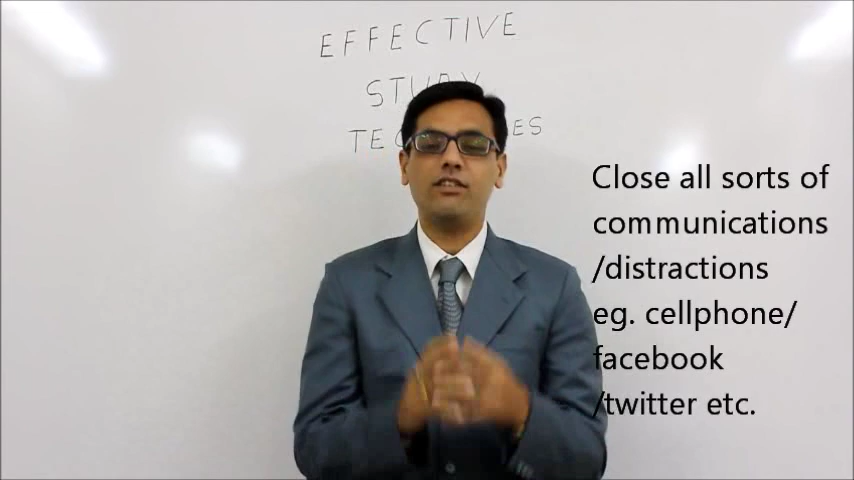 EFFECTIVE
STUDY
Close all sorts of
communications
/distractions
eg. cellphone/
facebook
/twitter etc.